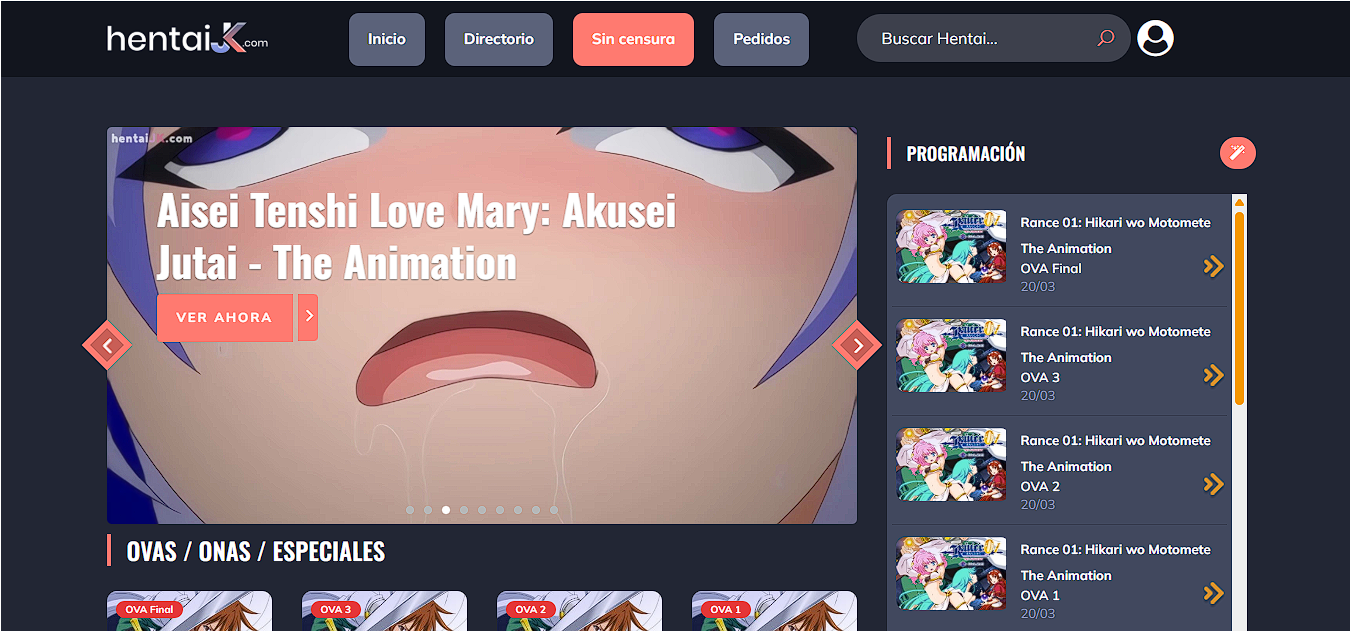 hentaiJK.com
Inicio
Directorio
Sin censura
Pedidos
Buscar Hentai...
hentaiJK.com
Aisei Tenshi Love Mary: Akusei
Jutai - The Animation
VER AHORA
OVAS / ONAS / ESPECIALES
OVA Final
OVA 3
OVA 2
OVA 1
PROGRAMACIÓN
Rance 01: Hikari wo Motomete
The Animation
OVA Final
20/03
Rance 01: Hikari wo Motomete
The Animation
OVA 3
20/03
Rance 01: Hikari wo Motomete
The Animation
OVA 2
20/03
Rance 01: Hikari wo Motomete
The Animation
OVA 1
20/03